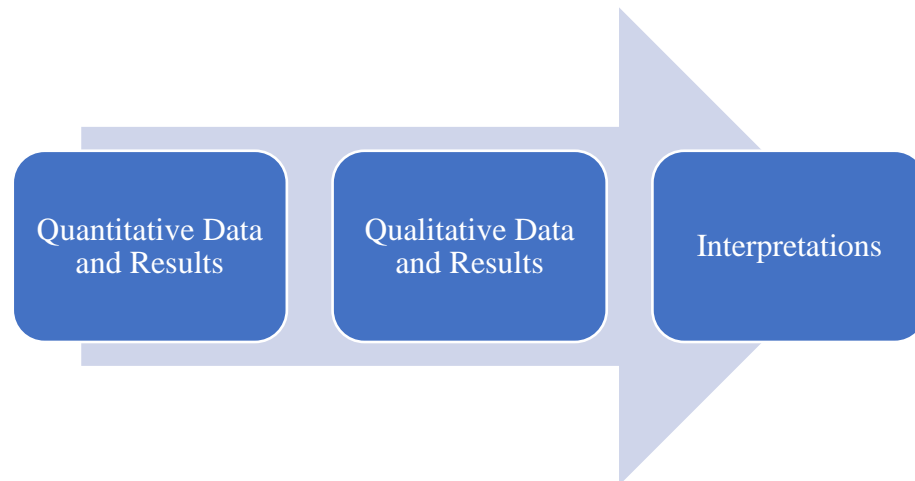 Quantitative Data
and Results
Qualitative Data
and Results
Interpretations